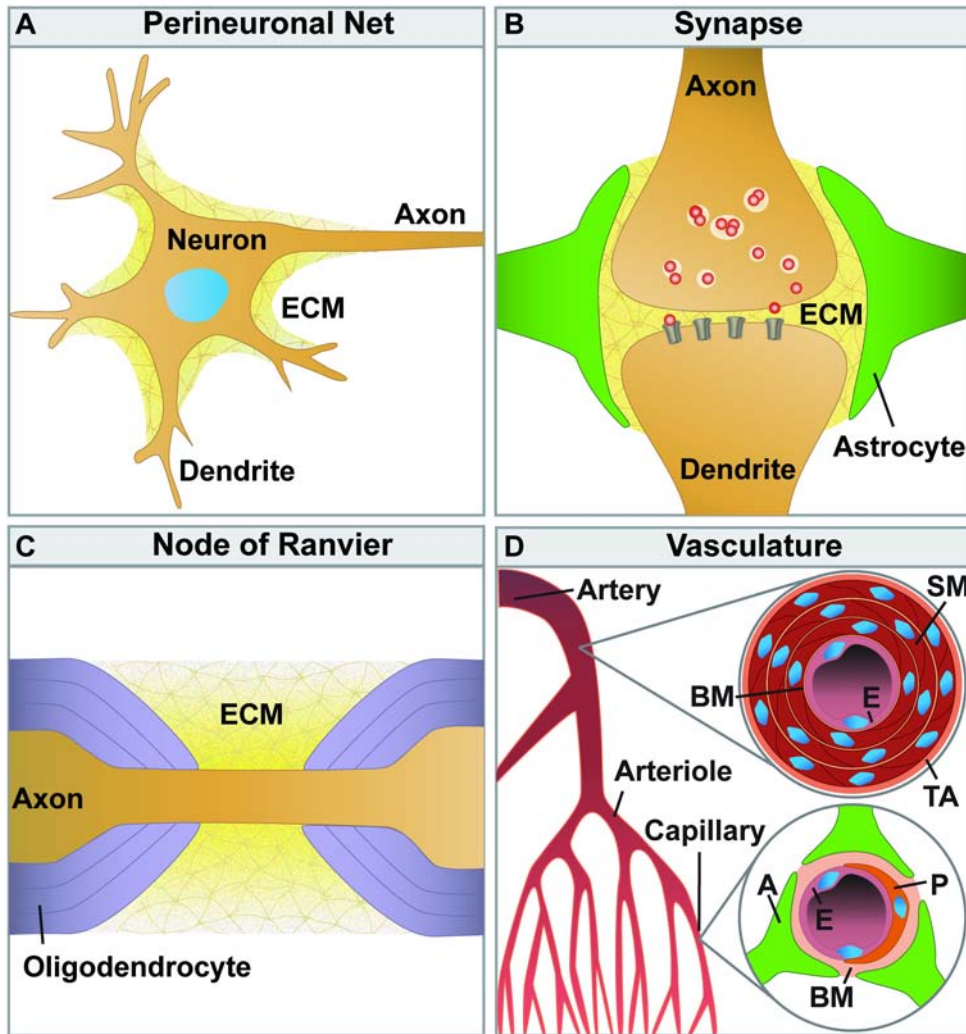 A Perineuronal Net
Axon
Neuron
ECM
Dendrite
B Synapse
Axon
ECM
Astrocyte
Dendrite
C Node of Ranvier
ECM
Axon
Oligodendrocyte
D Vasculature
Artery
SM
BM
E
TA
Arteriole
Capillary
A
P
E
BM